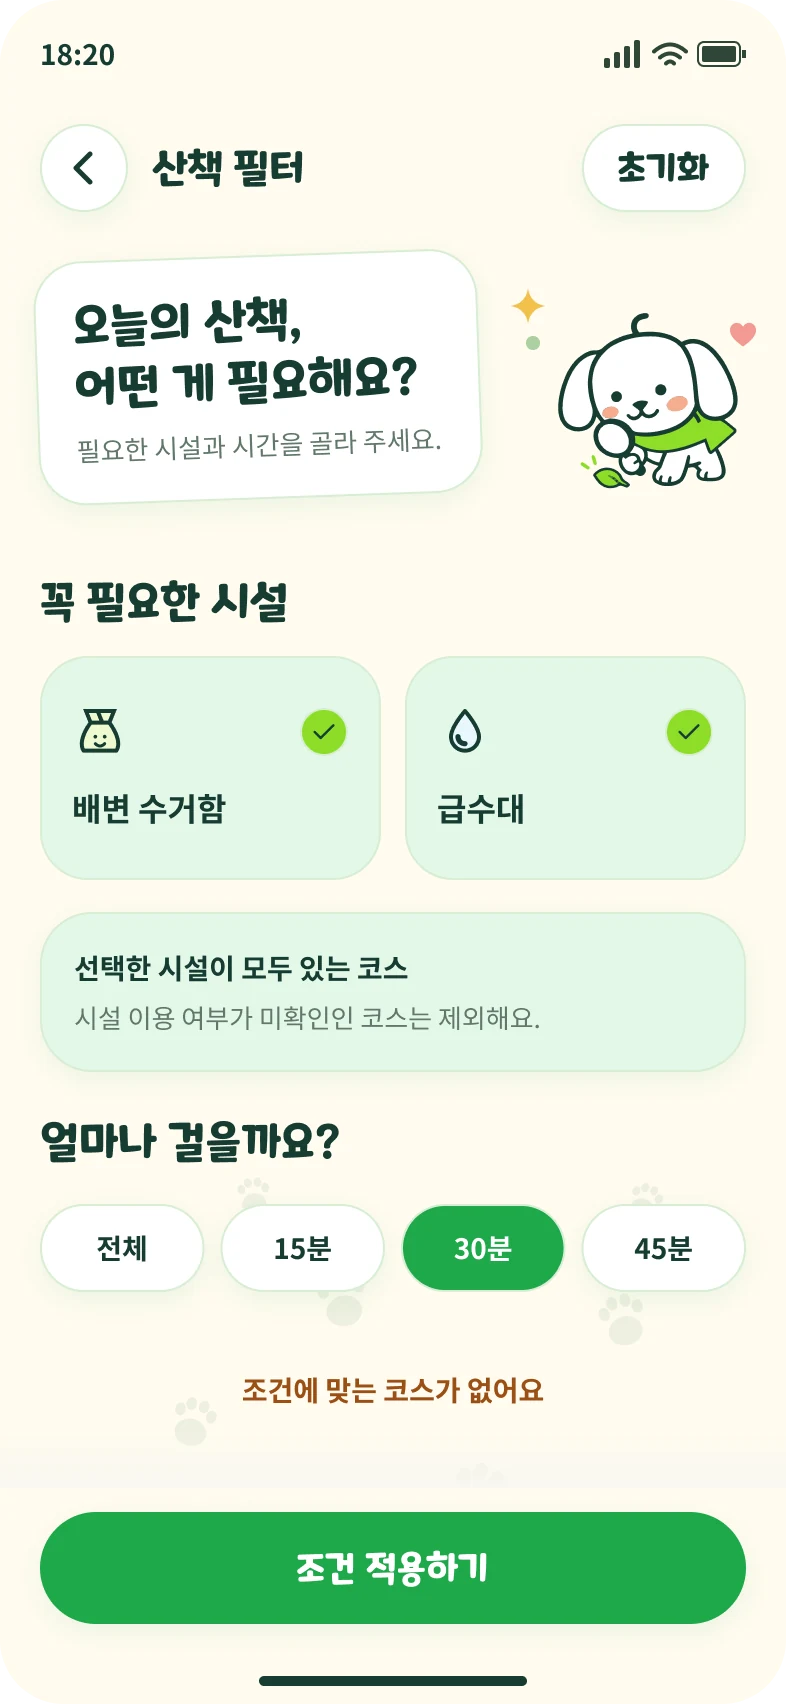 18:20
산책 필터
초기화
오늘의 산책,
어떤 게 필요해요?
필요한 시설과 시간을 골라 주세요.
꼭 필요한 시설
배변 수거함
급수대
선택한 시설이 모두 있는 코스
시설 이용 여부가 미확인인 코스는 제외해요.
얼마나 걸을까요?
전체
15분
30분
45분
조건에 맞는 코스가 없어요
조건 적용하기